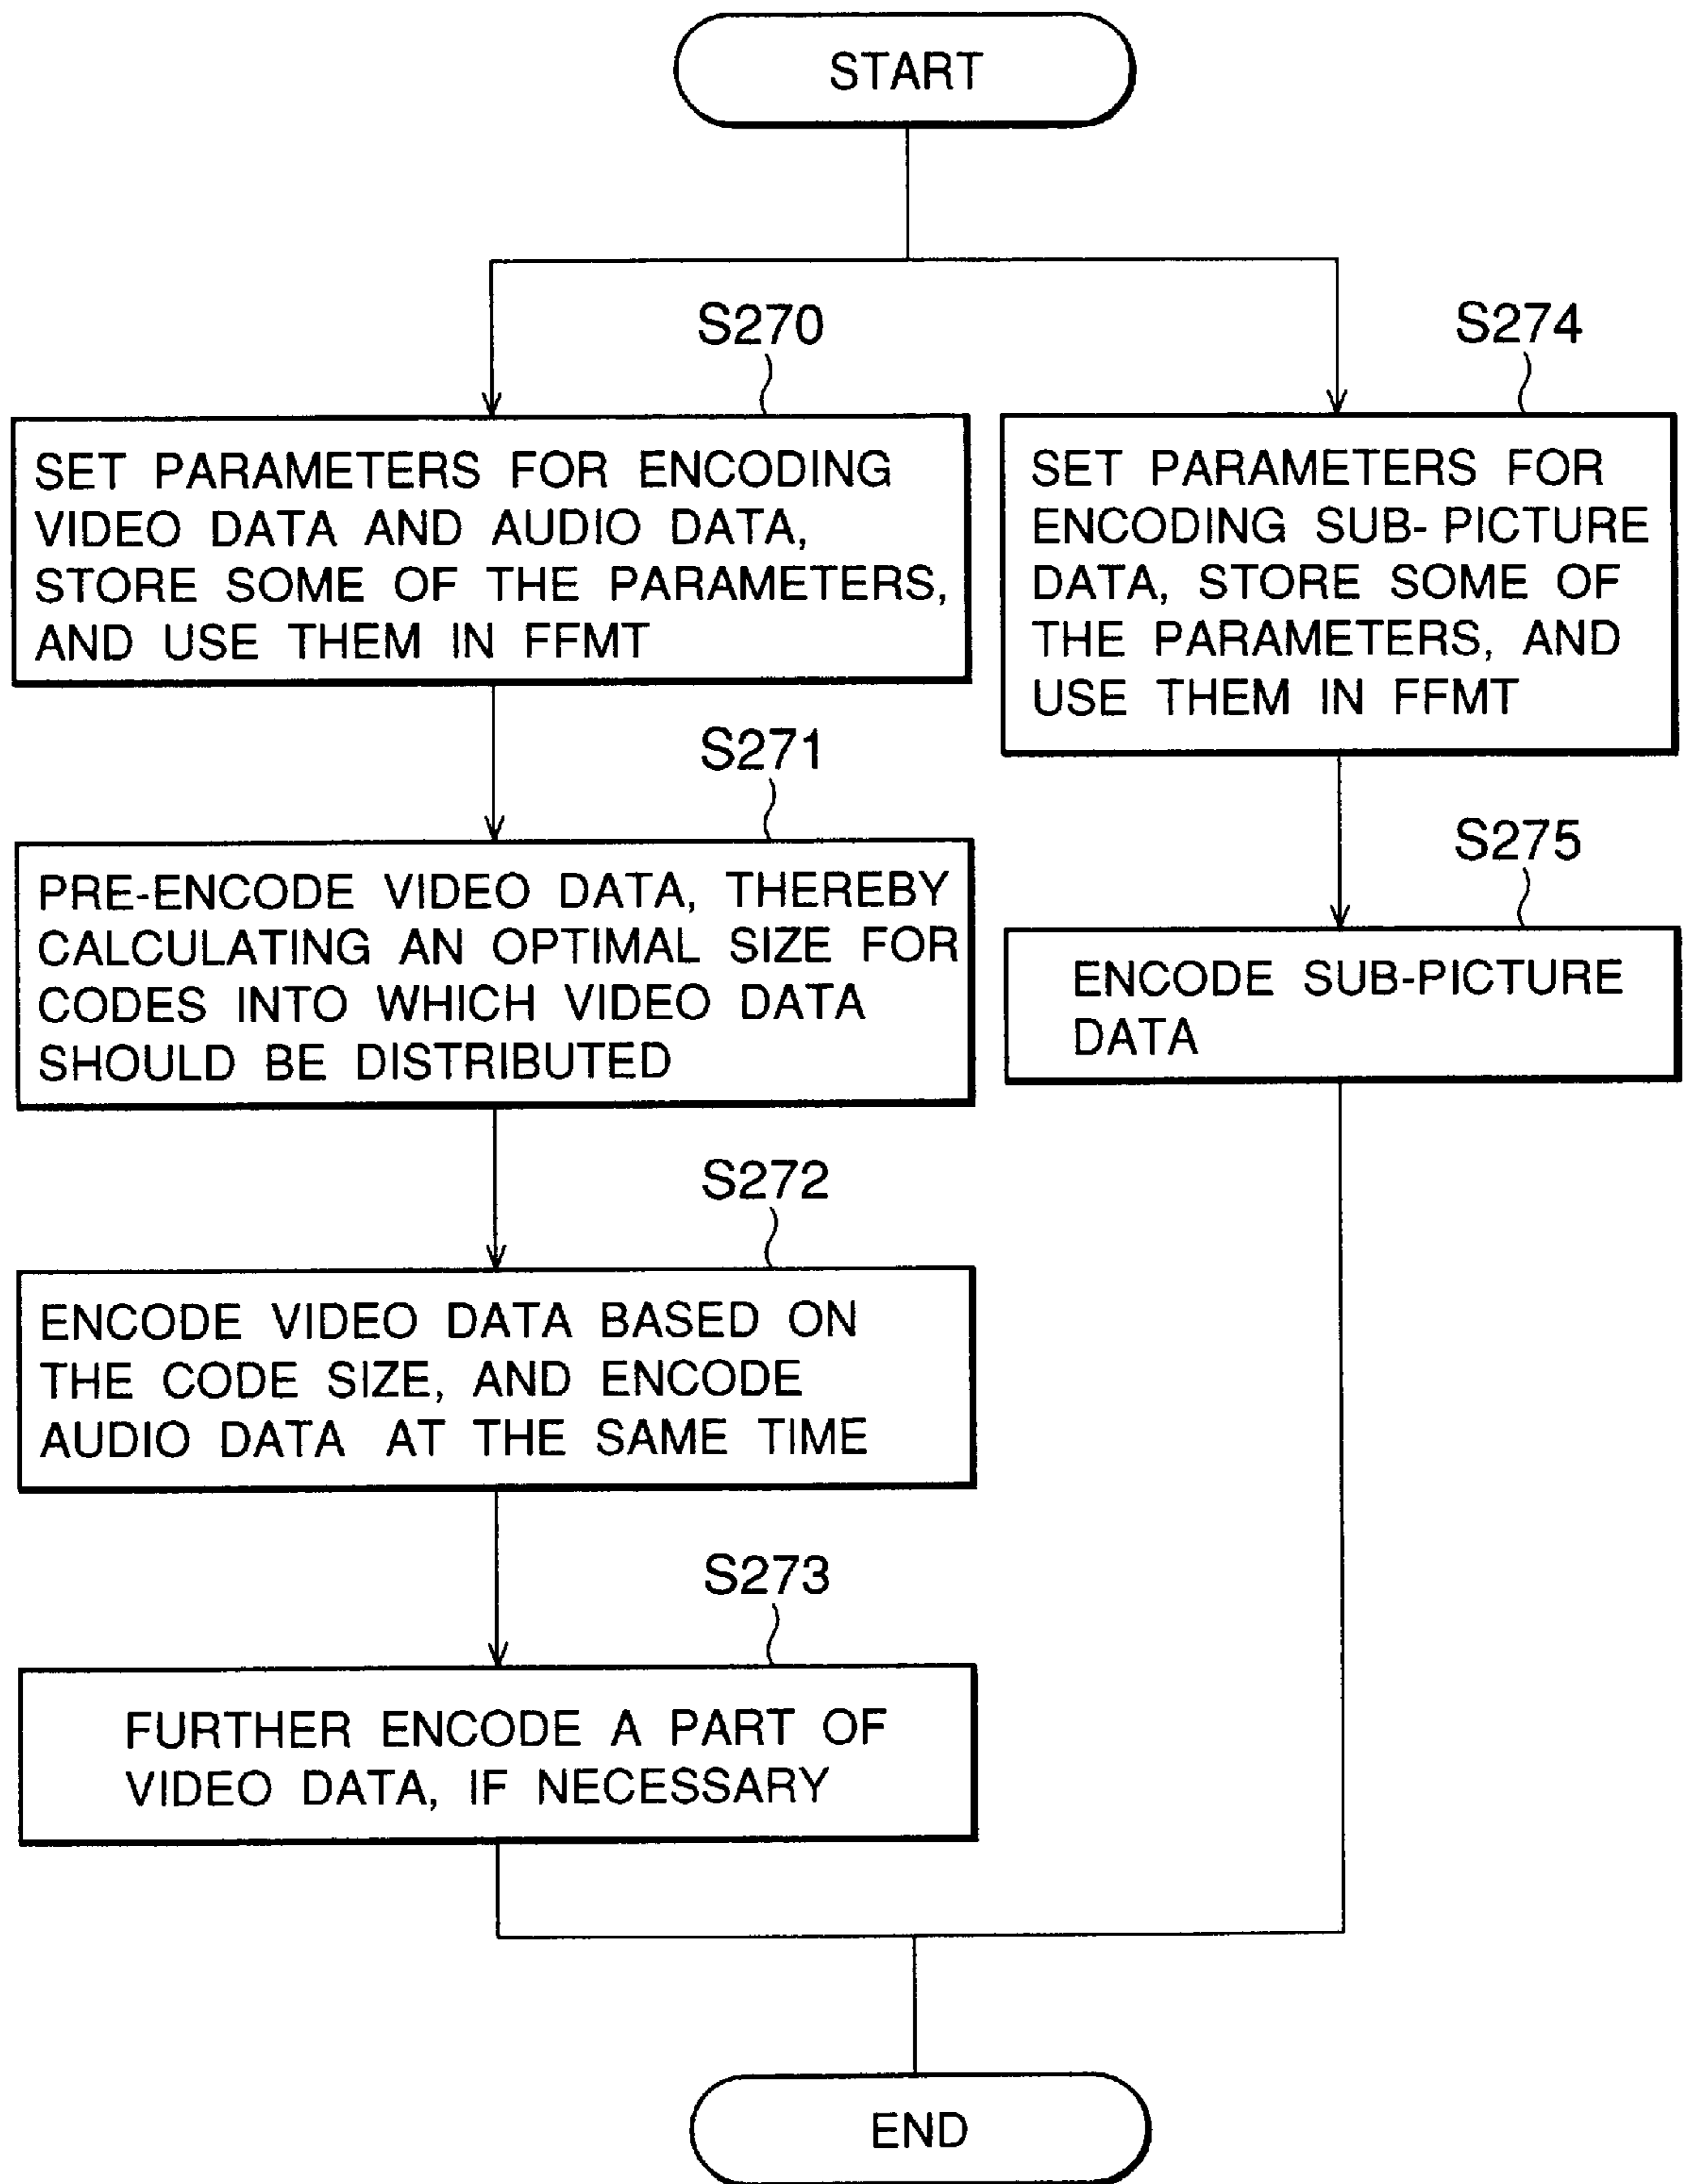 START
S270
SET PARAMETERS FOR ENCODING
VIDEO DATA AND AUDIO DATA,
STORE SOME OF THE PARAMETERS,
AND USE THEM IN FFMT
S271
PRE-ENCODE VIDEO DATA, THEREBY
CALCULATING AN OPTIMAL SIZE FOR
CODES INTO WHICH VIDEO DATA
SHOULD BE DISTRIBUTED
S272
ENCODE VIDEO DATA BASED ON
THE CODE SIZE, AND ENCODE
AUDIO DATA AT THE SAME TIME
S273
FURTHER ENCODE A PART OF
VIDEO DATA, IF NECESSARY
S274
SET PARAMETERS FOR
ENCODING SUB-PICTURE
DATA, STORE SOME OF
THE PARAMETERS, AND
USE THEM IN FFMT
S275
ENCODE SUB-PICTURE
DATA
END